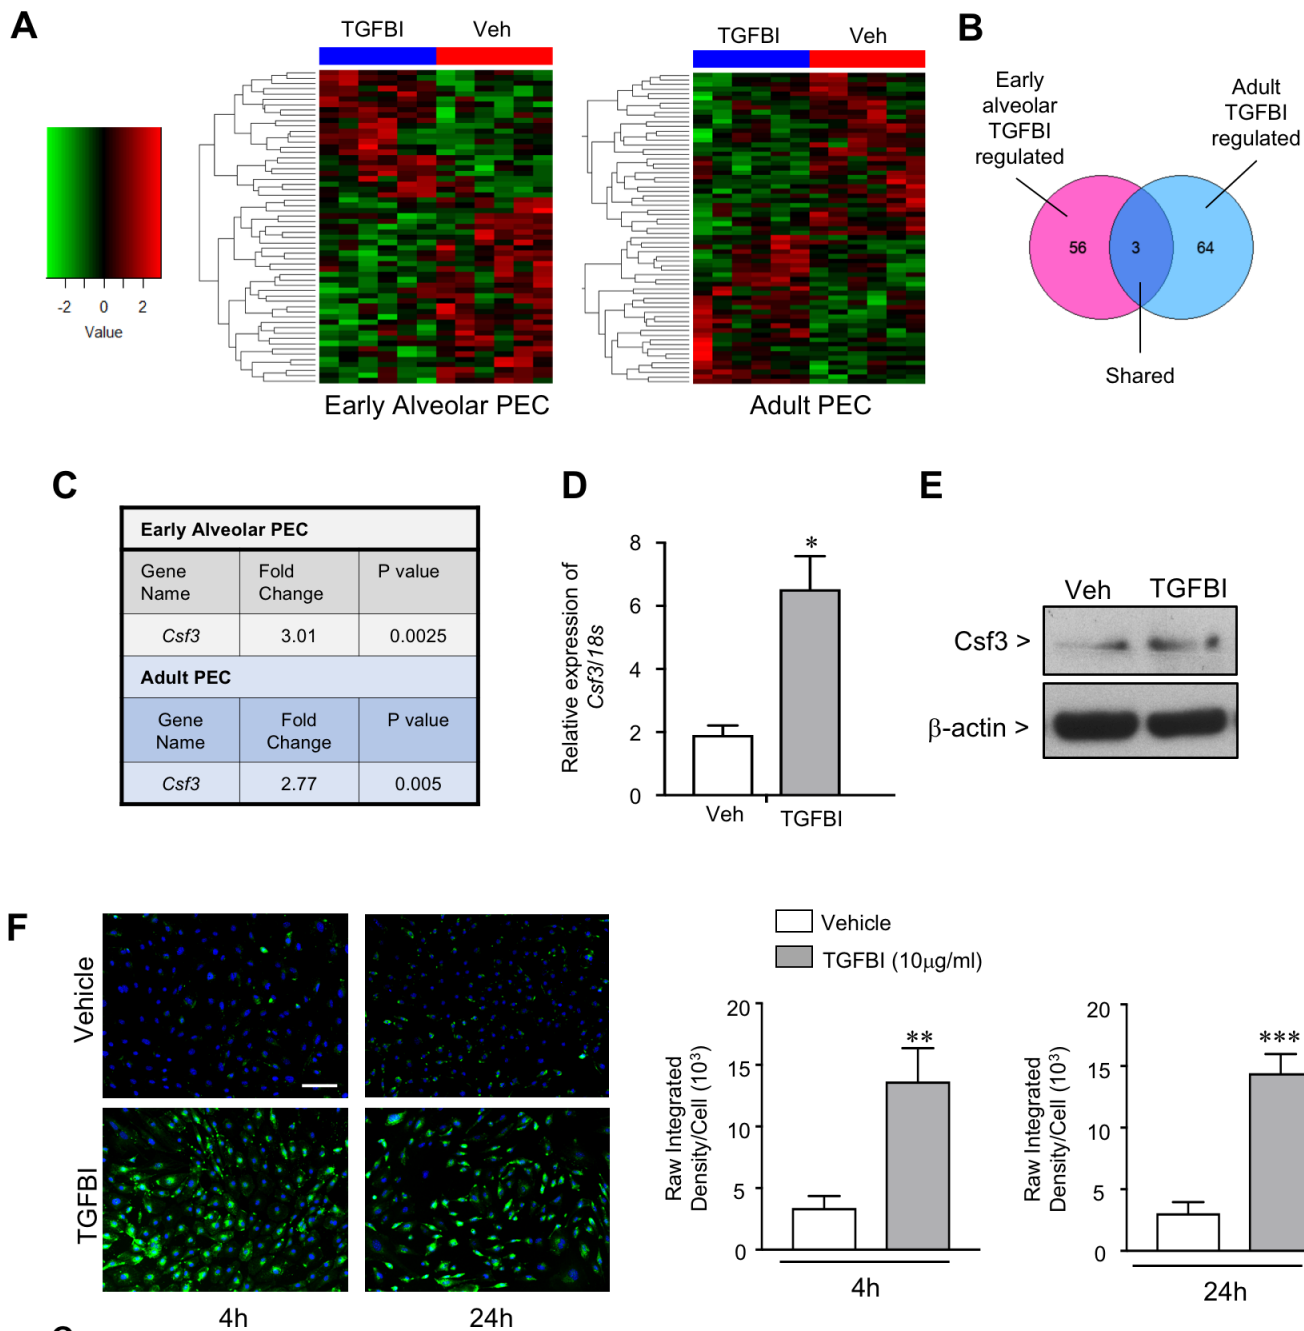 A
TGFBI
Veh
TGFBI
Veh
-2 0 2
Value
Early Alveolar PEC
Adult PEC
B
Early
alveolar
TGFBI
regulated
Adult
TGFBI
regulated
56
3
64
Shared
C
Early Alveolar PEC
Gene
Name
Fold
Change
P value
Csf3
3.01
0.0025
Adult PEC
Gene
Name
Fold
Change
P value
Csf3
2.77
0.005
D
Relative expression of
Csf3/18s
8
6
4
2
0
*
Veh
TGFBI
E
Veh
TGFBI
Csf3 >
β-actin >
F
Vehicle
TGFBI
4h
24h
Vehicle
TGFBI (10μg/ml)
Raw Integrated
Density/Cell (10³)
20
15
10
5
0
**
4h
Raw Integrated
Density/Cell (10³)
20
15
10
5
0
***
24h